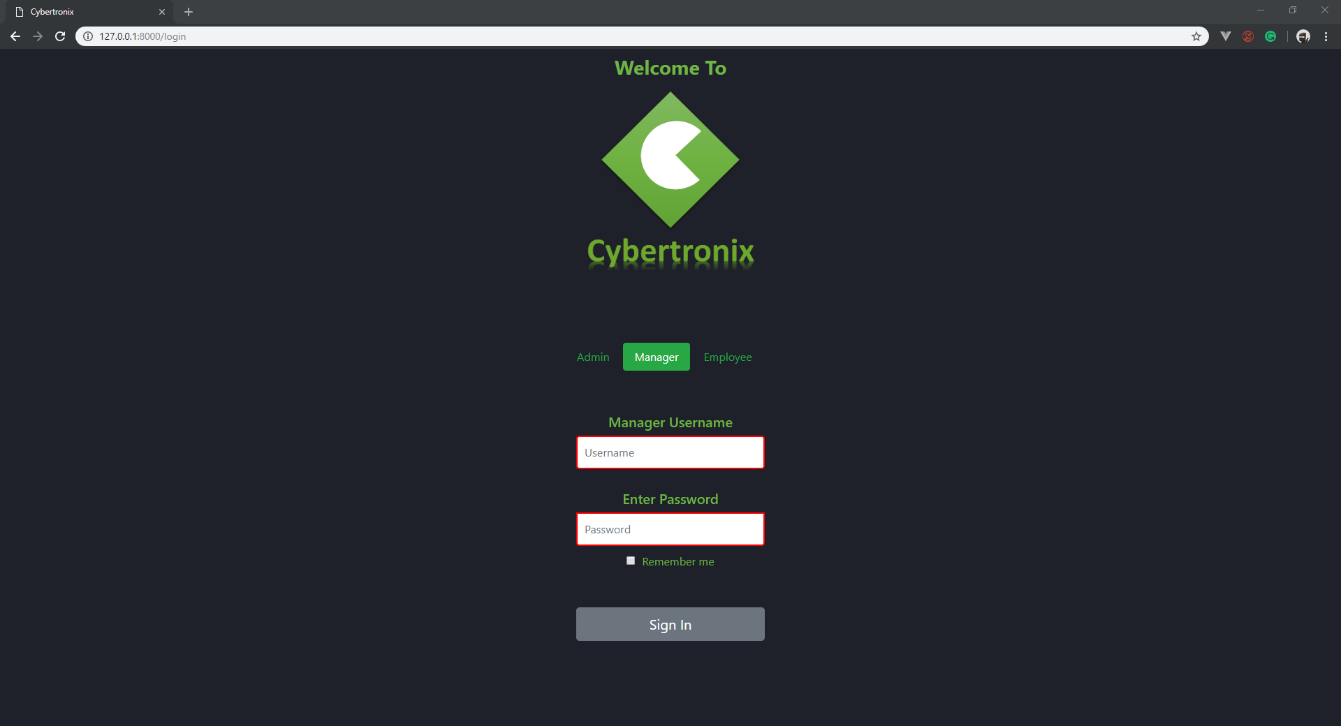 Cybertronix
127.0.0.1:8000/login
Welcome To
Cybertronix
Admin Manager Employee
Manager Username
Username
Enter Password
Password
Remember me
Sign In